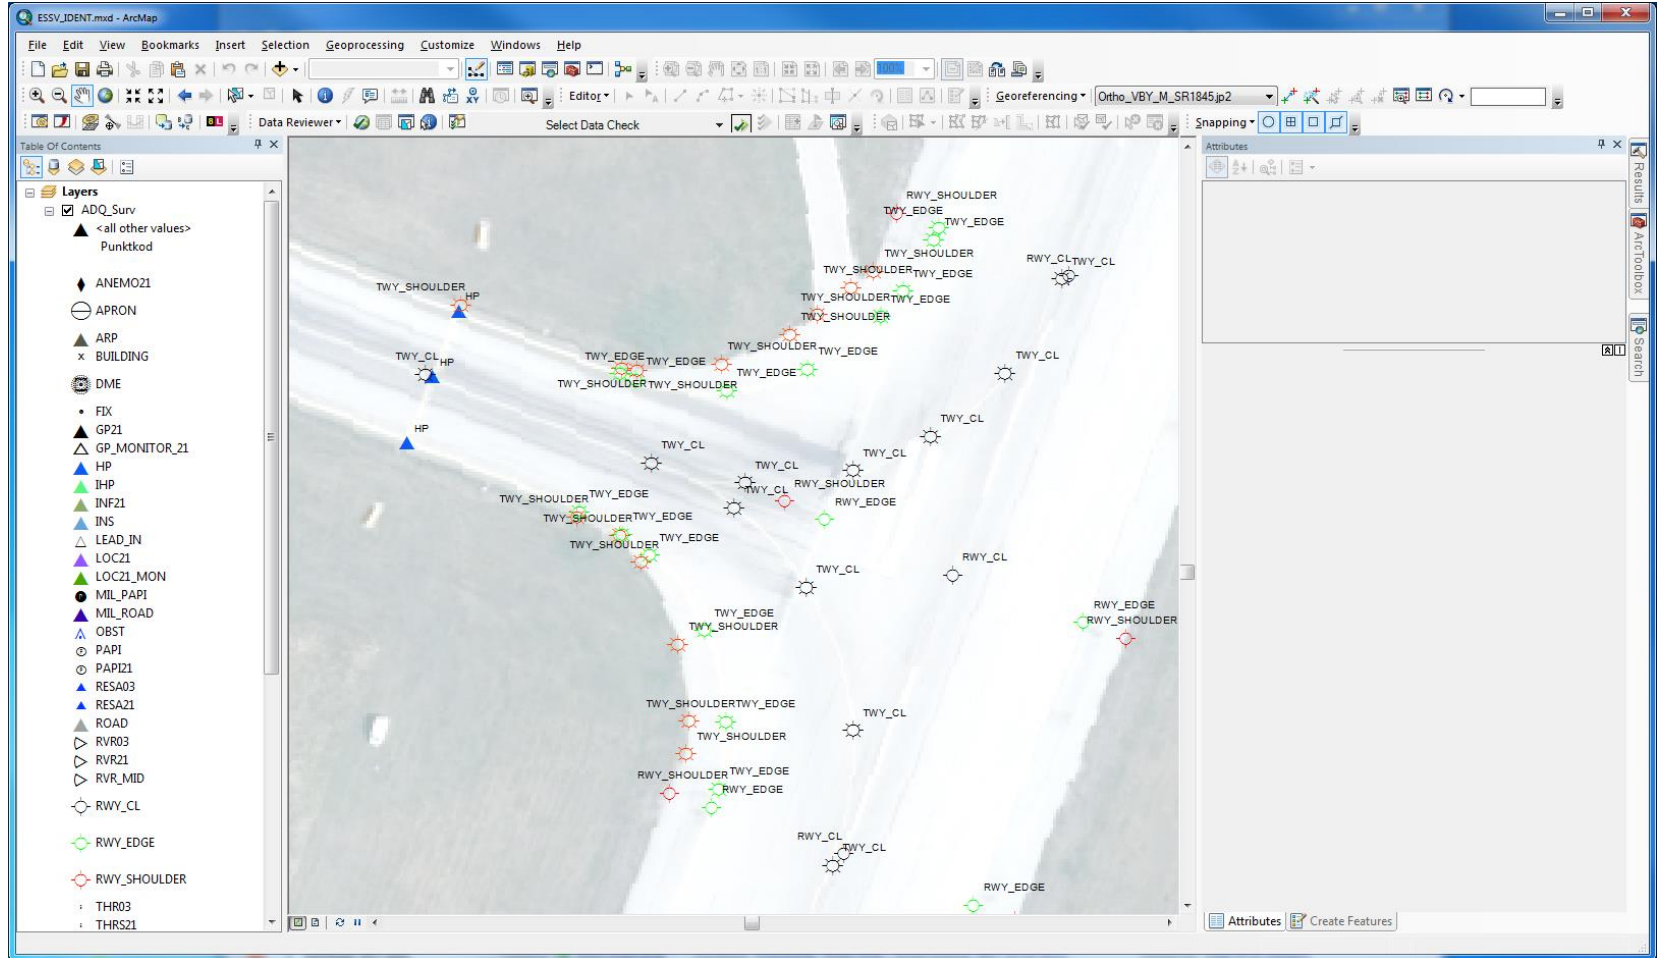 ESSV_IDENT.mxd - ArcMap
File Edit View Bookmarks Insert Selection Geoprocessing Customize Windows Help
100%
Editor Georeferencing Ortho_VBY_M_SR1845.jp2
Data Reviewer Select Data Check Snapping
Table Of Contents
Layers
ADQ_Surv
<all other values>
Punktkod
ANEMO21
APRON
ARP
BUILDING
DME
FIX
GP21
GP_MONITOR_21
HP
IHP
INF21
INS
LEAD_IN
LOC21
LOC21_MON
MIL_PAPI
MIL_ROAD
OBST
PAPI
PAPI21
RESA03
RESA21
ROAD
RVR03
RVR21
RVR_MID
RWY_CL
RWY_EDGE
RWY_SHOULDER
THR03
THRS21
RWY_SHOULDER
TWY_EDGE
TWY_EDGE
TWY_SHOULDER
RWY_CL TWY_CL
TWY_SHOULDER TWY_EDGE
TWY_SHOULDER HP
TWY_SHOULDER TWY_EDGE
TWY_SHOULDER
TWY_SHOULDER TWY_EDGE
TWY_CL HP
TWY_EDGE TWY_EDGE
TWY_CL
TWY_EDGE
TWY_SHOULDER TWY_SHOULDER
TWY_CL
HP
TWY_CL
TWY_CL
TWY_CL
RWY_SHOULDER
TWY_CL
TWY_SHOULDER TWY_EDGE
RWY_EDGE
TWY_SHOULDER TWY_EDGE
TWY_SHOULDER TWY_EDGE
RWY_CL
TWY_CL
RWY_EDGE
TWY_EDGE
RWY_SHOULDER
TWY_SHOULDER
TWY_SHOULDER TWY_EDGE
TWY_CL
TWY_SHOULDER
RWY_SHOULDER TWY_EDGE
RWY_EDGE
RWY_CL
TWY_CL
RWY_EDGE
Attributes
Results
ArcToolbox
Search
Attributes Create Features